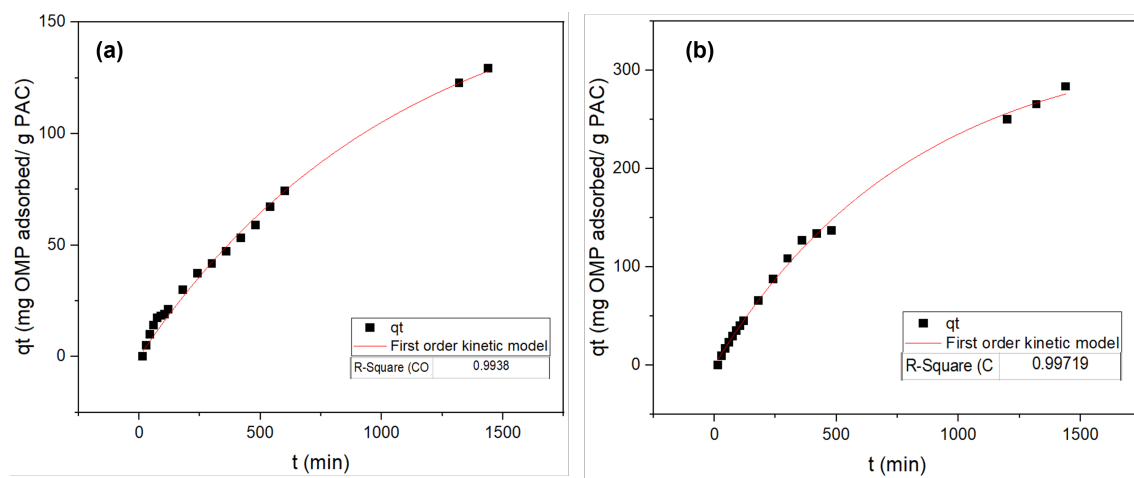 (a)
qt (mg OMP adsorbed/ g PAC)
150
100
50
0
0 500 1000 1500
t (min)
qt
First order kinetic model
R-Square (CO 0.9938
(b)
qt (mg OMP adsorbed/ g PAC)
300
200
100
0
0 500 1000 1500
t (min)
qt
First order kinetic model
R-Square (C 0.99719